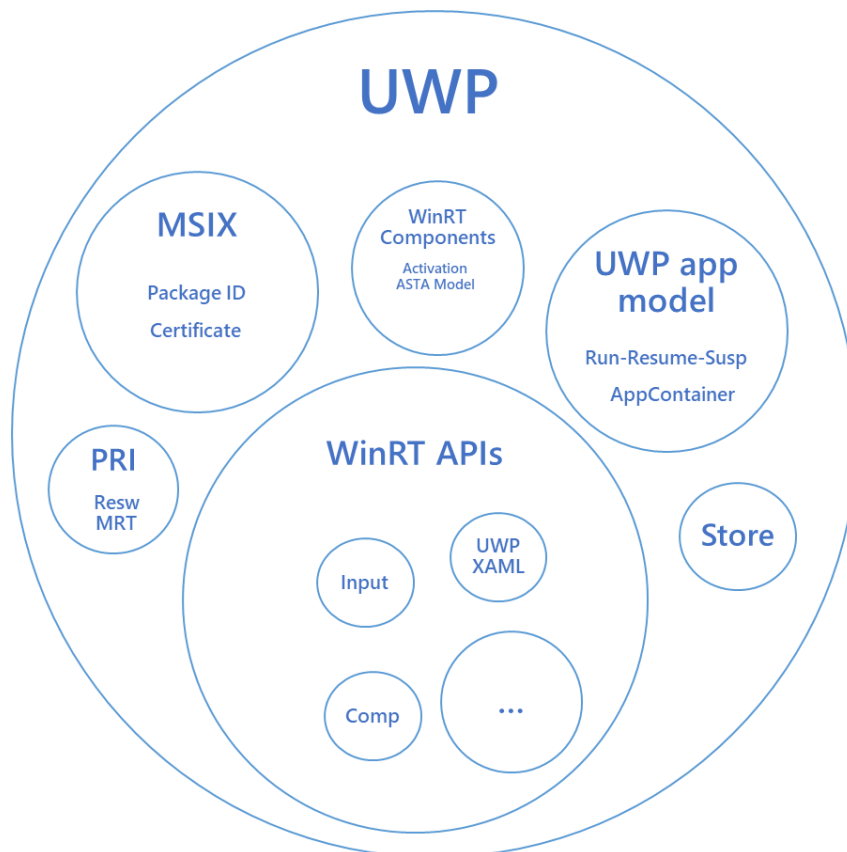 UWP
MSIX
Package ID
Certificate
WinRT
Components
Activation
ASTA Model
UWP app
model
Run-Resume-Susp
AppContainer
PRI
Resw
MRT
WinRT APIs
Store
Input
UWP
XAML
Comp
...